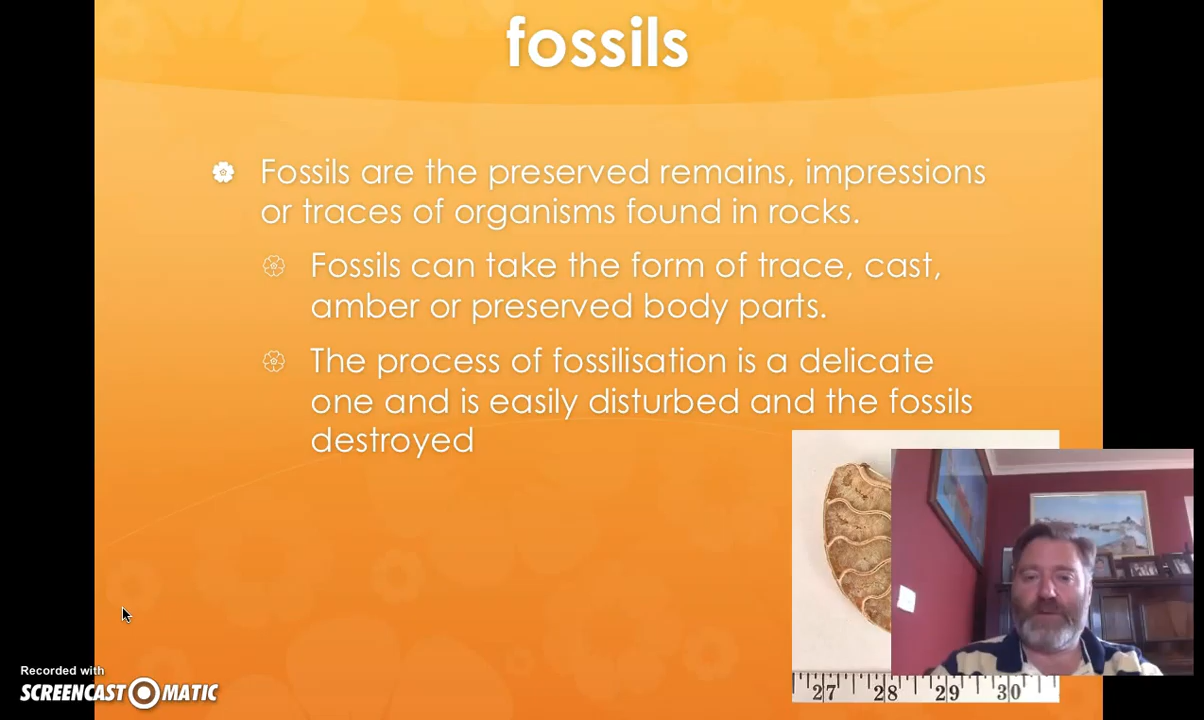 fossils
Fossils are the preserved remains, impressions
or traces of organisms found in rocks.
Fossils can take the form of trace, cast,
amber or preserved body parts.
The process of fossilisation is a delicate
one and is easily disturbed and the fossils
destroyed
27 28 29 30
Recorded with
SCREENCAST MATIC